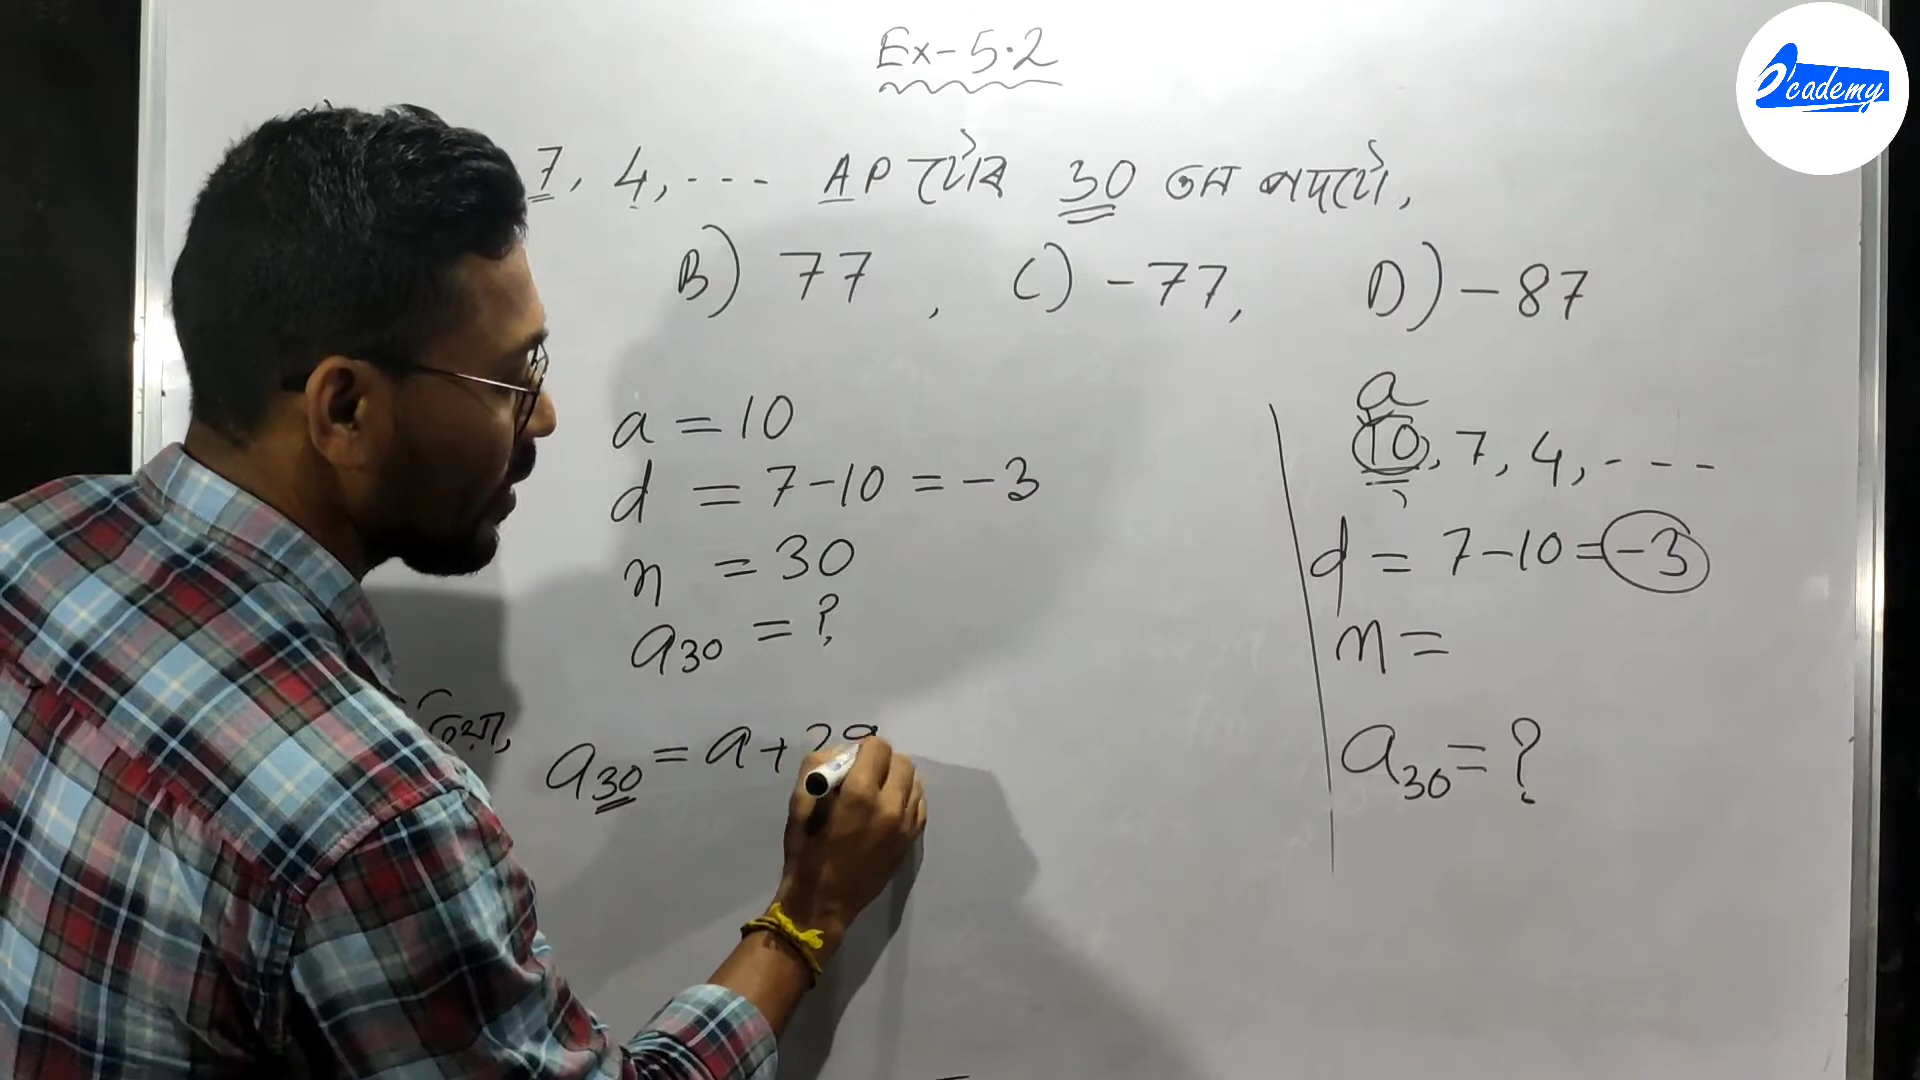 Ex-5.2
7, 4, --- AP টোৰ 30 তম পদটো,
B) 77, C) -77, D) -87
a = 10
d = 7-10 = -3
n = 30
a30 = ?
a30 = a + 29
a
10, 7, 4, ---
d = 7-10 = -3
n =
a30 = ?
e'cademy